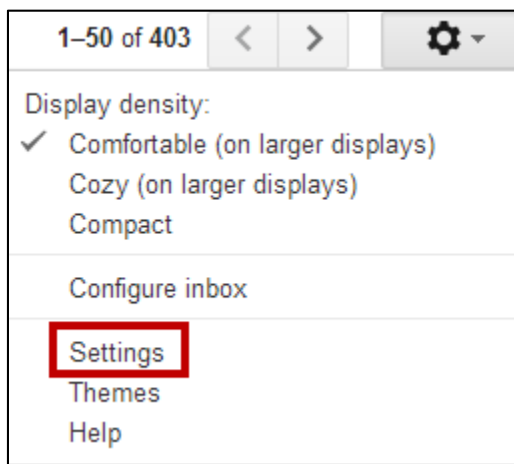 1–50 of 403
Display density:
Comfortable (on larger displays)
Cozy (on larger displays)
Compact
Configure inbox
Settings
Themes
Help